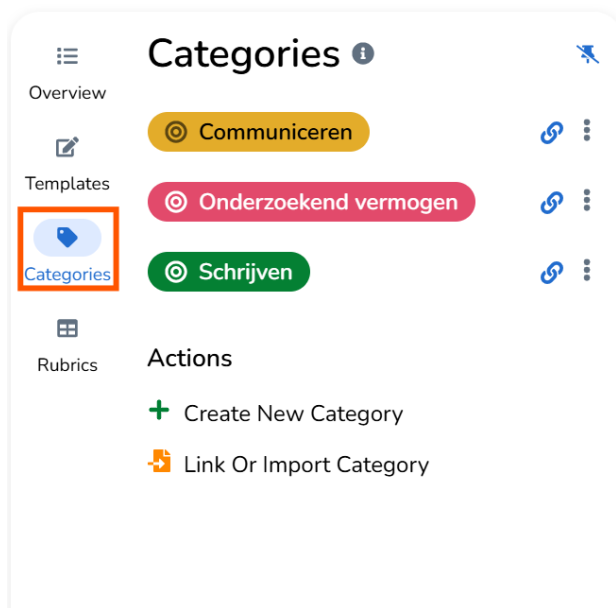 Overview
Templates
Categories
Rubrics
Categories
Communiceren
Onderzoekend vermogen
Schrijven
Actions
Create New Category
Link Or Import Category